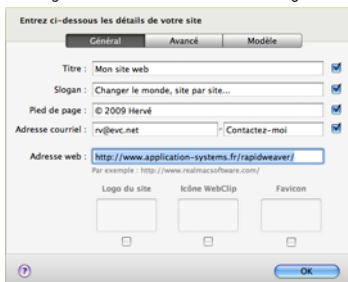 Entrez ci-dessous les détails de votre site
Général Avancé Modèle
Titre : Mon site web
Slogan : Changer le monde, site par site...
Pied de page : © 2009 Hervé
Adresse courriel : rv@evc.net - Contactez-moi
Adresse web : http://www.application-systems.fr/rapidweaver/
Par exemple : http://www.realmacsoftware.com/
Logo du site Icône WebClip Favicon
? OK